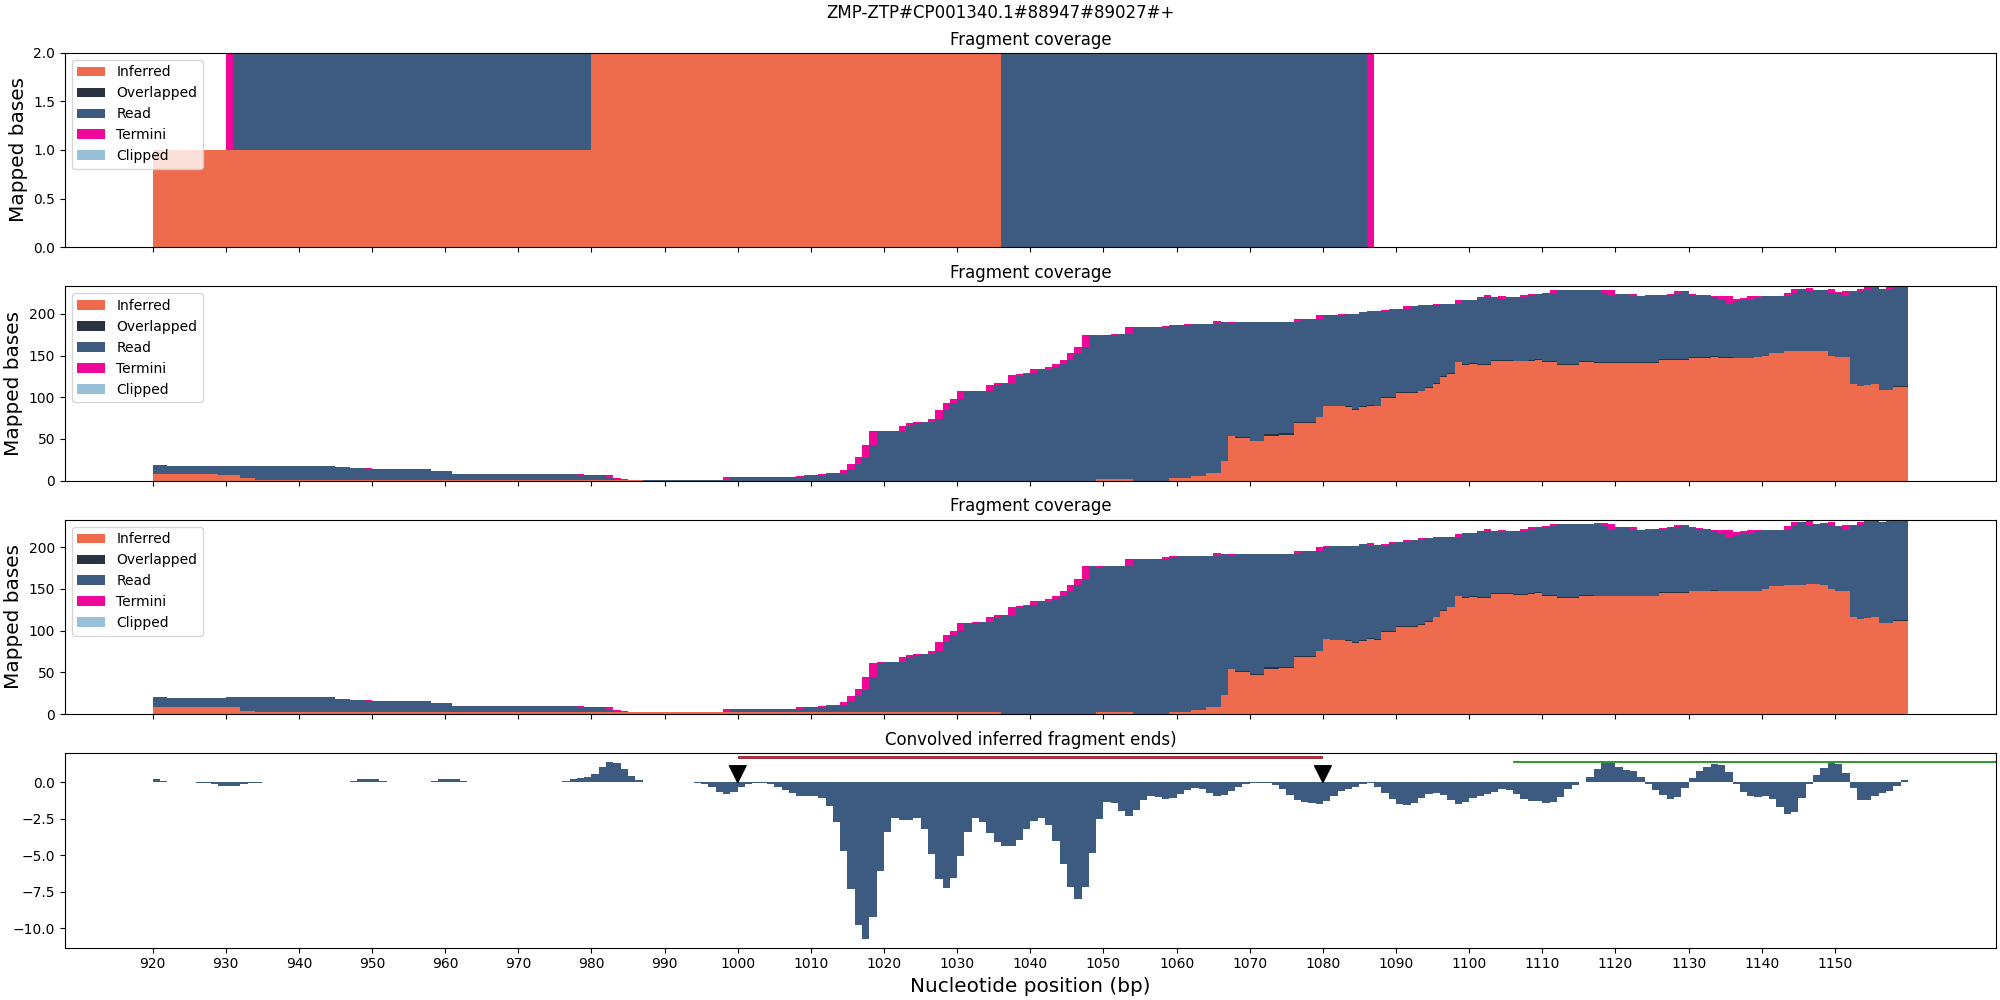 ZMP-ZTP#CP001340.1#88947#89027#+
Fragment coverage
Mapped bases
2.0
1.5
1.0
0.5
0.0
Inferred
Overlapped
Read
Termini
Clipped
Fragment coverage
Mapped bases
200
150
100
50
0
Inferred
Overlapped
Read
Termini
Clipped
Fragment coverage
Mapped bases
200
150
100
50
0
Inferred
Overlapped
Read
Termini
Clipped
Convolved inferred fragment ends)
0.0
−2.5
−5.0
−7.5
−10.0
920 930 940 950 960 970 980 990 1000 1010 1020 1030 1040 1050 1060 1070 1080 1090 1100 1110 1120 1130 1140 1150
Nucleotide position (bp)